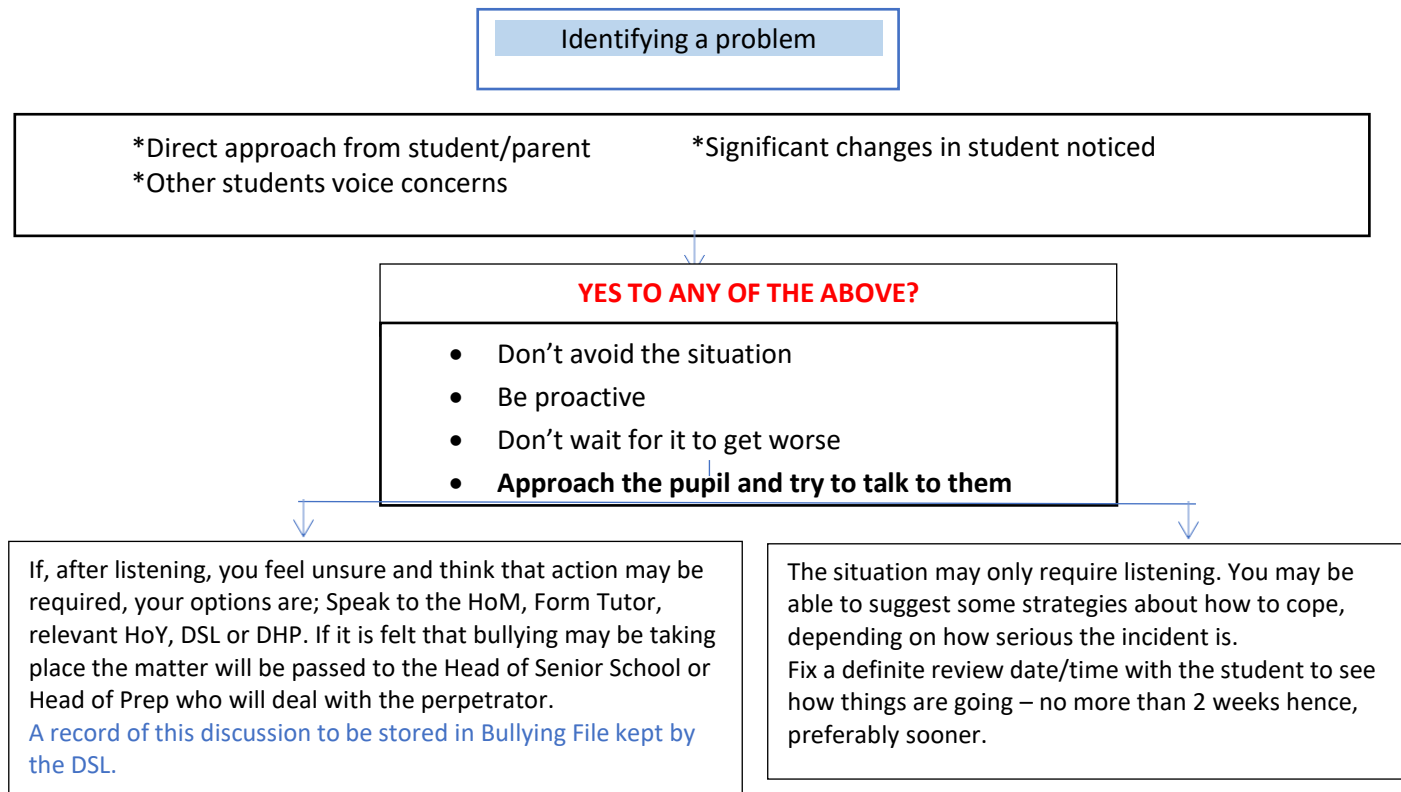 Identifying a problem
*Direct approach from student/parent *Significant changes in student noticed
*Other students voice concerns
YES TO ANY OF THE ABOVE?
• Don’t avoid the situation
• Be proactive
• Don’t wait for it to get worse
• Approach the pupil and try to talk to them
If, after listening, you feel unsure and think that action may be
required, your options are; Speak to the HoM, Form Tutor,
relevant HoY, DSL or DHP. If it is felt that bullying may be taking
place the matter will be passed to the Head of Senior School or
Head of Prep who will deal with the perpetrator.
A record of this discussion to be stored in Bullying File kept by
the DSL.
The situation may only require listening. You may be
able to suggest some strategies about how to cope,
depending on how serious the incident is.
Fix a definite review date/time with the student to see
how things are going – no more than 2 weeks hence,
preferably sooner.